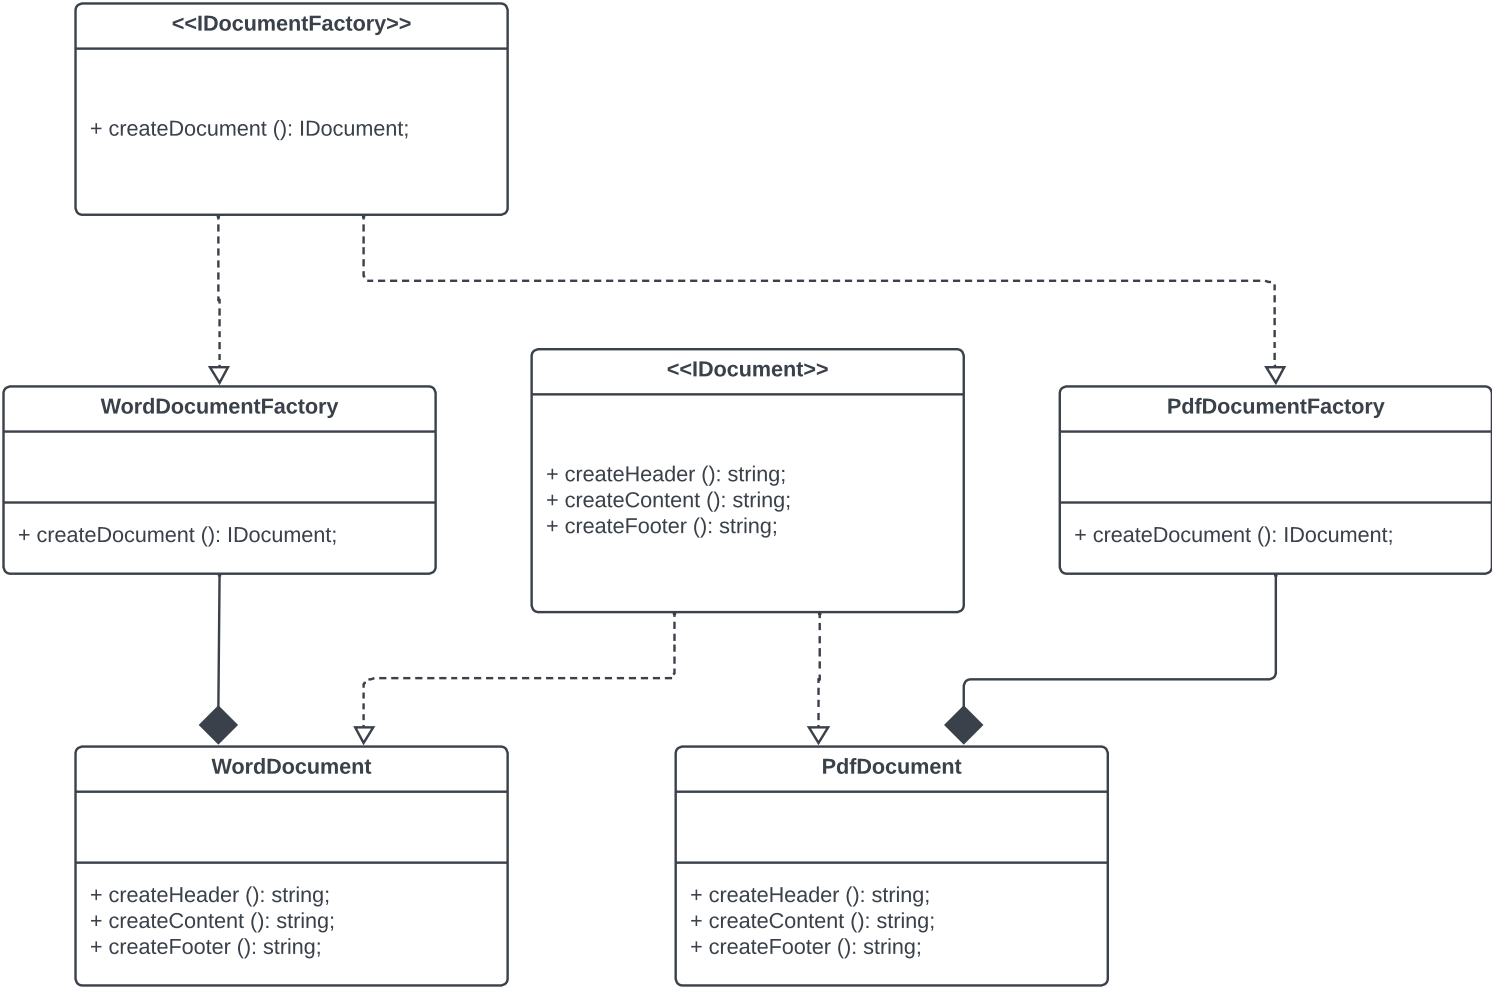 <<IDocumentFactory>>
+ createDocument (): IDocument;
WordDocumentFactory
+ createDocument (): IDocument;
<<IDocument>>
+ createHeader (): string;
+ createContent (): string;
+ createFooter (): string;
PdfDocumentFactory
+ createDocument (): IDocument;
WordDocument
+ createHeader (): string;
+ createContent (): string;
+ createFooter (): string;
PdfDocument
+ createHeader (): string;
+ createContent (): string;
+ createFooter (): string;